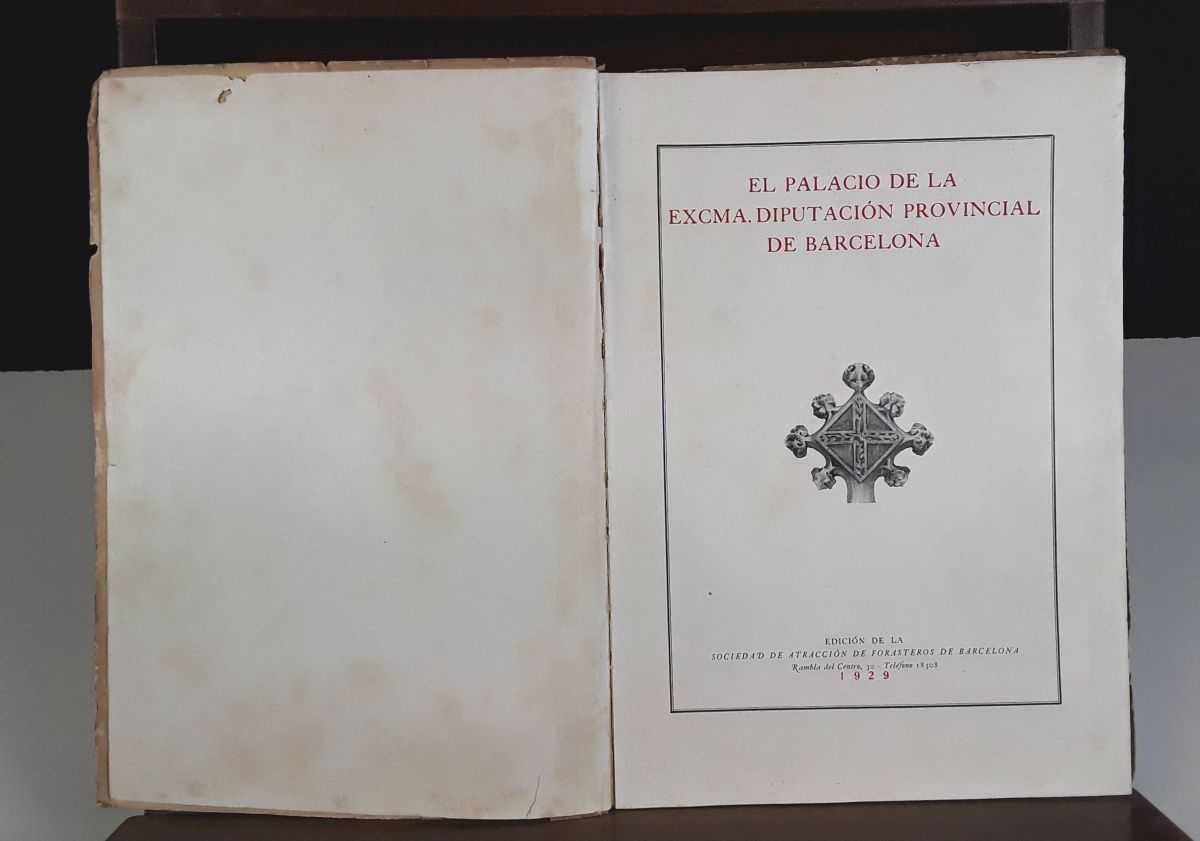 EL PALACIO DE LA
EXCMA. DIPUTACIÓN PROVINCIAL
DE BARCELONA
EDICIÓN DE LA
SOCIEDAD DE ATRACCIÓN DE FORASTEROS DE BARCELONA
Rambla del Centro, 30 - Teléfono 18508
1929